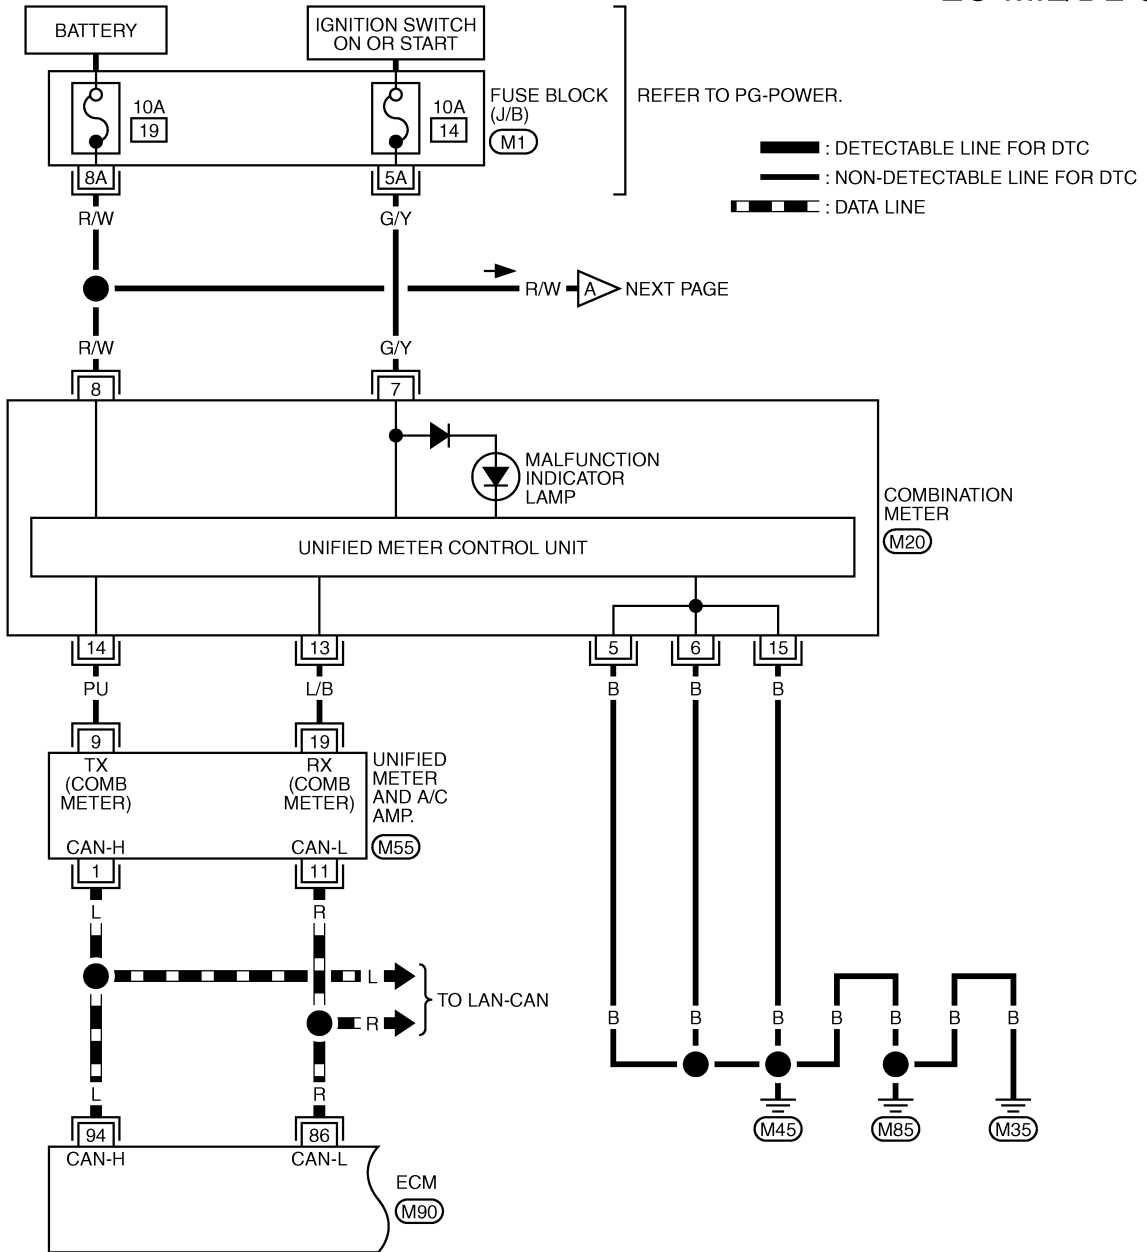 BATTERY
IGNITION SWITCH
ON OR START
10A
19
10A
14
FUSE BLOCK
(J/B)
M1
REFER TO PG-POWER.
: DETECTABLE LINE FOR DTC
: NON-DETECTABLE LINE FOR DTC
: DATA LINE
8A
5A
R/W
G/Y
R/W
A
NEXT PAGE
R/W
G/Y
8
7
MALFUNCTION
INDICATOR
LAMP
UNIFIED METER CONTROL UNIT
COMBINATION
METER
M20
14
13
5
6
15
PU
L/B
B
B
B
9
19
TX
(COMB
METER)
RX
(COMB
METER)
UNIFIED
METER
AND A/C
AMP.
M55
CAN-H
CAN-L
1
11
L
R
L
R
TO LAN-CAN
B
B
B
B
B
B
B
L
R
94
86
M45
M85
M35
CAN-H
CAN-L
ECM
M90